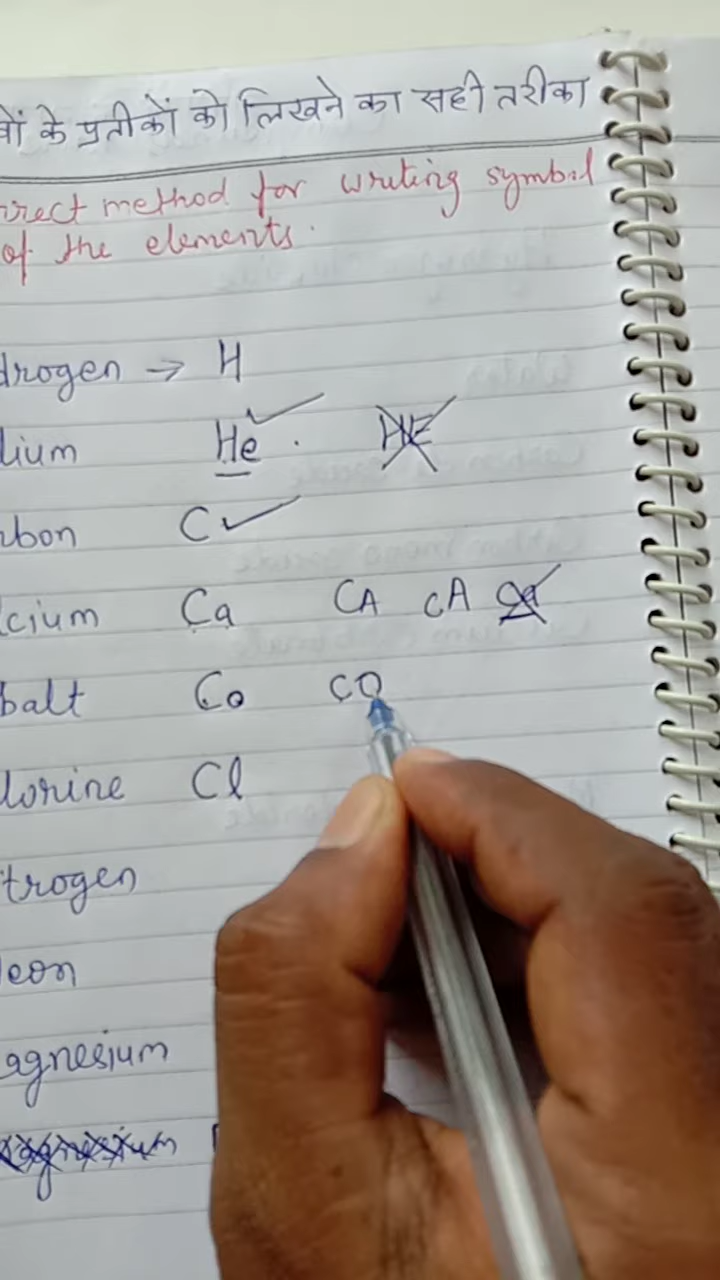 वों के प्रतीकों को लिखने का सही तरीका
rrect method for writing symbol
of the elements.
drogen → H
lium He .
rbon C
lcium Ca CA CA
balt Co CO
lorine Cl
trogen
eon
agnesium